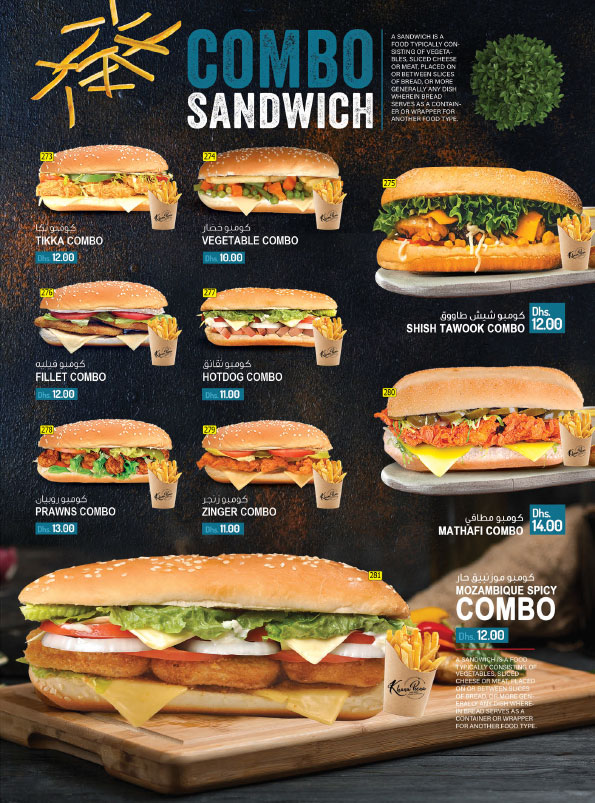 COMBO
SANDWICH
A SANDWICH IS A
FOOD TYPICALLY CON-
SISTING OF VEGETA-
BLES, SLICED CHEESE
OR MEAT, PLACED ON
OR BETWEEN SLICES
OF BREAD, OR MORE
GENERALLY ANY DISH
WHEREIN BREAD
SERVES AS A CONTAIN-
ER OR WRAPPER FOR
ANOTHER FOOD TYPE.
273
كومبو تكا
TIKKA COMBO
Dhs. 12.00
274
كومبو خضار
VEGETABLE COMBO
Dhs. 10.00
275
كومبو شيش طاووق
SHISH TAWOOK COMBO
Dhs.
12.00
276
كومبو فيليه
FILLET COMBO
Dhs. 12.00
277
كومبو نقانق
HOTDOG COMBO
Dhs. 11.00
278
كومبو روبيان
PRAWNS COMBO
Dhs. 13.00
279
كومبو زنجر
ZINGER COMBO
Dhs. 11.00
280
كومبو مطافي
MATHAFI COMBO
Dhs.
14.00
281
كومبو موزنبيق حار
MOZAMBIQUE SPICY
COMBO
Dhs. 12.00
A SANDWICH IS A FOOD
TYPICALLY CONSISTING OF
VEGETABLES, SLICED
CHEESE OR MEAT, PLACED
ON OR BETWEEN SLICES
OF BREAD, OR MORE GEN-
ERALLY ANY DISH WHERE-
IN BREAD SERVES AS A
CONTAINER OR WRAPPER
FOR ANOTHER FOOD TYPE.